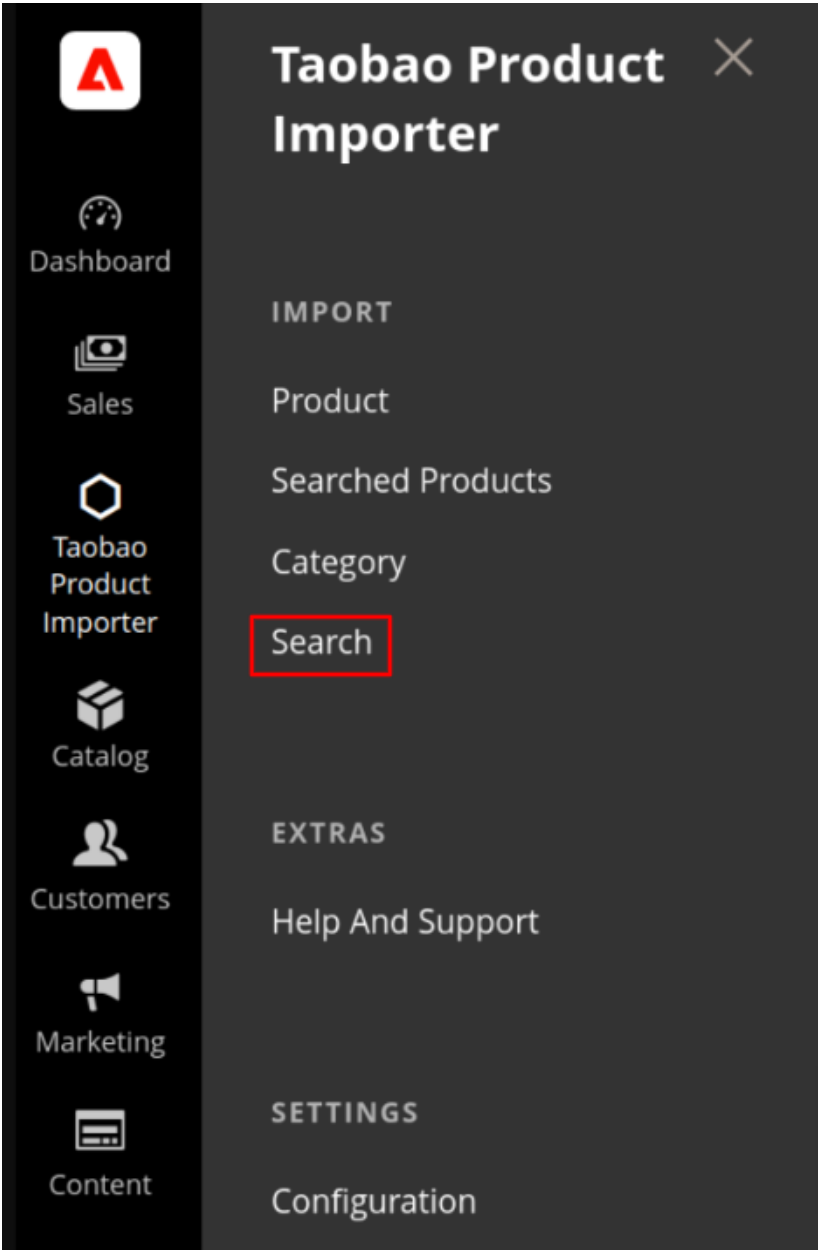 Dashboard
Sales
Taobao
Product
Importer
Catalog
Customers
Marketing
Content
Taobao Product
Importer
IMPORT
Product
Searched Products
Category
Search
EXTRAS
Help And Support
SETTINGS
Configuration